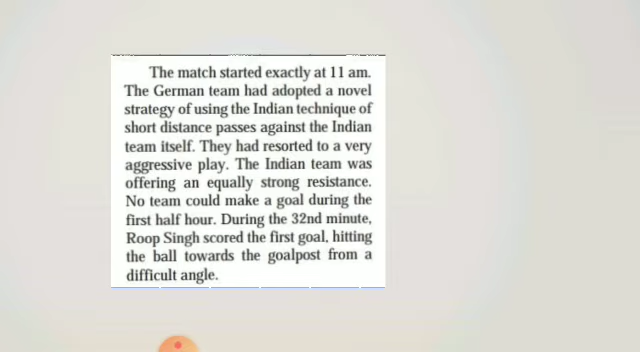 The match started exactly at 11 am.
The German team had adopted a novel
strategy of using the Indian technique of
short distance passes against the Indian
team itself. They had resorted to a very
aggressive play. The Indian team was
offering an equally strong resistance.
No team could make a goal during the
first half hour. During the 32nd minute,
Roop Singh scored the first goal, hitting
the ball towards the goalpost from a
difficult angle.